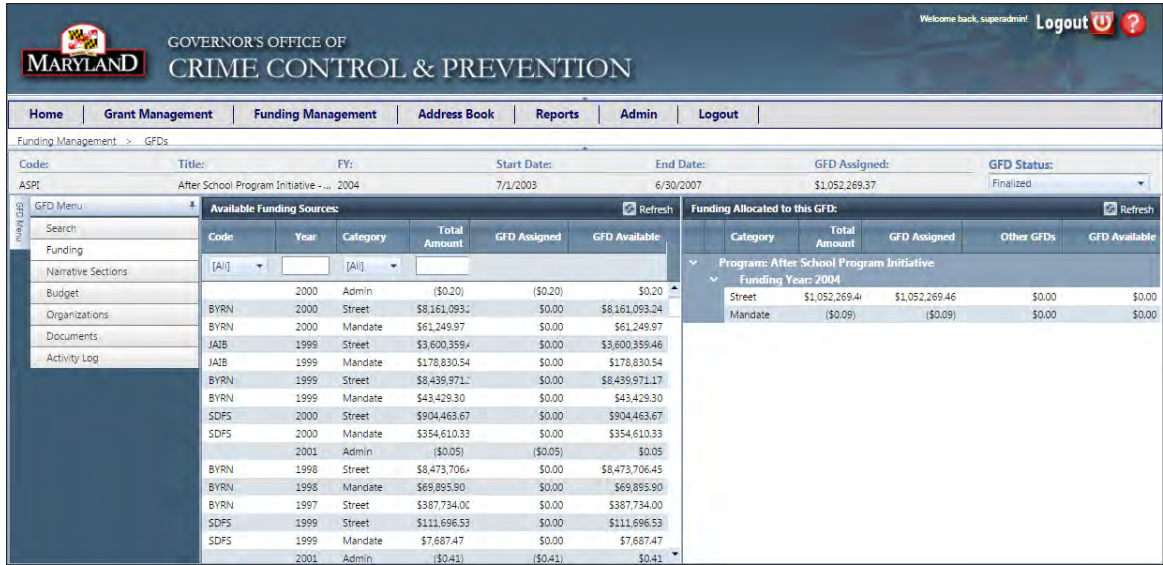 Welcome back, superadmin! Logout
MARYLAND
GOVERNOR'S OFFICE OF
CRIME CONTROL & PREVENTION
Home Grant Management Funding Management Address Book Reports Admin Logout
Funding Management > GFDs
Code: Title: FY: Start Date: End Date: GFD Assigned: GFD Status:
ASPI After School Program Initiative - ... 2004 7/1/2003 6/30/2007 $1,052,269.37 Finalized
GFD Menu
GFD Menu
Search
Funding
Narrative Sections
Budget
Organizations
Documents
Activity Log
Available Funding Sources: Refresh
Code Year Category Total Amount GFD Assigned GFD Available
[All] [All]
2000 Admin ($0.20) ($0.20) $0.20
BYRN 2000 Street $8,161,093. $0.00 $8,161,093.24
BYRN 2000 Mandate $61,249.97 $0.00 $61,249.97
JAIB 1999 Street $3,600,359. $0.00 $3,600,359.46
JAIB 1999 Mandate $178,830.54 $0.00 $178,830.54
BYRN 1999 Street $8,439,971. $0.00 $8,439,971.17
BYRN 1999 Mandate $43,429.30 $0.00 $43,429.30
SDFS 2000 Street $904,463.67 $0.00 $904,463.67
SDFS 2000 Mandate $354,610.33 $0.00 $354,610.33
2001 Admin ($0.05) ($0.05) $0.05
BYRN 1998 Street $8,473,706. $0.00 $8,473,706.45
BYRN 1998 Mandate $69,895.90 $0.00 $69,895.90
BYRN 1997 Street $387,734.00 $0.00 $387,734.00
SDFS 1999 Street $111,696.53 $0.00 $111,696.53
SDFS 1999 Mandate $7,687.47 $0.00 $7,687.47
2001 Admin ($0.41) ($0.41) $0.41
Funding Allocated to this GFD: Refresh
Category Total Amount GFD Assigned Other GFDs GFD Available
Program: After School Program Initiative
Funding Year: 2004
Street $1,052,269.4 $1,052,269.46 $0.00 $0.00
Mandate ($0.09) ($0.09) $0.00 $0.00